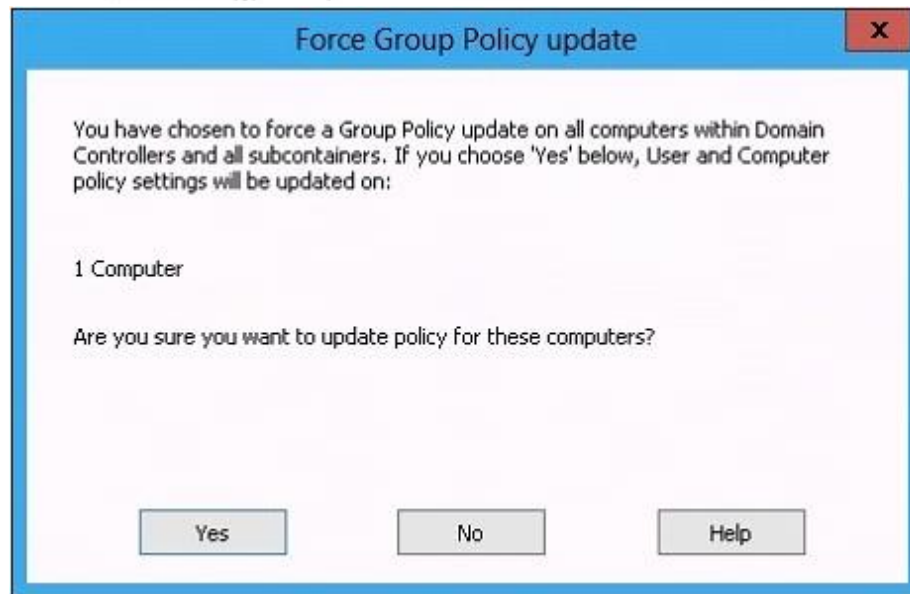 Force Group Policy update
x
You have chosen to force a Group Policy update on all computers within Domain
Controllers and all subcontainers. If you choose 'Yes' below, User and Computer
policy settings will be updated on:
1 Computer
Are you sure you want to update policy for these computers?
Yes No Help